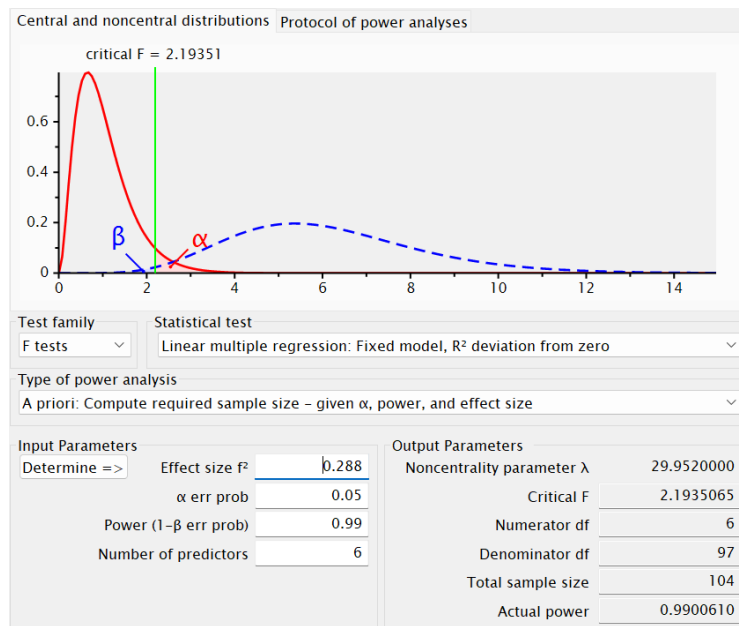 Central and noncentral distributions Protocol of power analyses
critical F = 2.19351
0.6
0.4
0.2
0
β α
0 2 4 6 8 10 12 14
Test family Statistical test
F tests Linear multiple regression: Fixed model, R² deviation from zero
Type of power analysis
A priori: Compute required sample size – given α, power, and effect size
Input Parameters Output Parameters
Determine => Effect size f² 0.288 Noncentrality parameter λ 29.9520000
α err prob 0.05 Critical F 2.1935065
Power (1-β err prob) 0.99 Numerator df 6
Number of predictors 6 Denominator df 97
Total sample size 104
Actual power 0.9900610